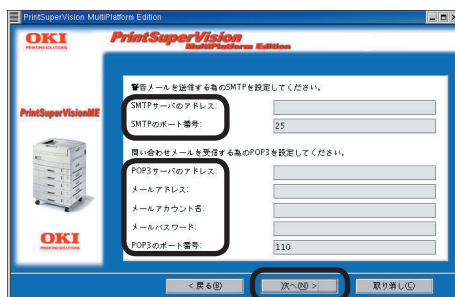 PrintSuperVision MultiPlatform Edition
OKI
PRINTING SOLUTIONS
PrintSuperVision
MultiPlatform Edition
警告メールを送信する為のSMTPを設定してください。
SMTPサーバのアドレス:
SMTPのポート番号:
25
問い合わせメールを受信する為のPOP3を設定してください。
PrintSuperVisionME
POP3サーバのアドレス:
メールアドレス:
メールアカウント名:
メールパスワード:
POP3のポート番号:
110
OKI
PRINTING SOLUTIONS
< 戻る(B)
次へ(N) >
取り消し(C)